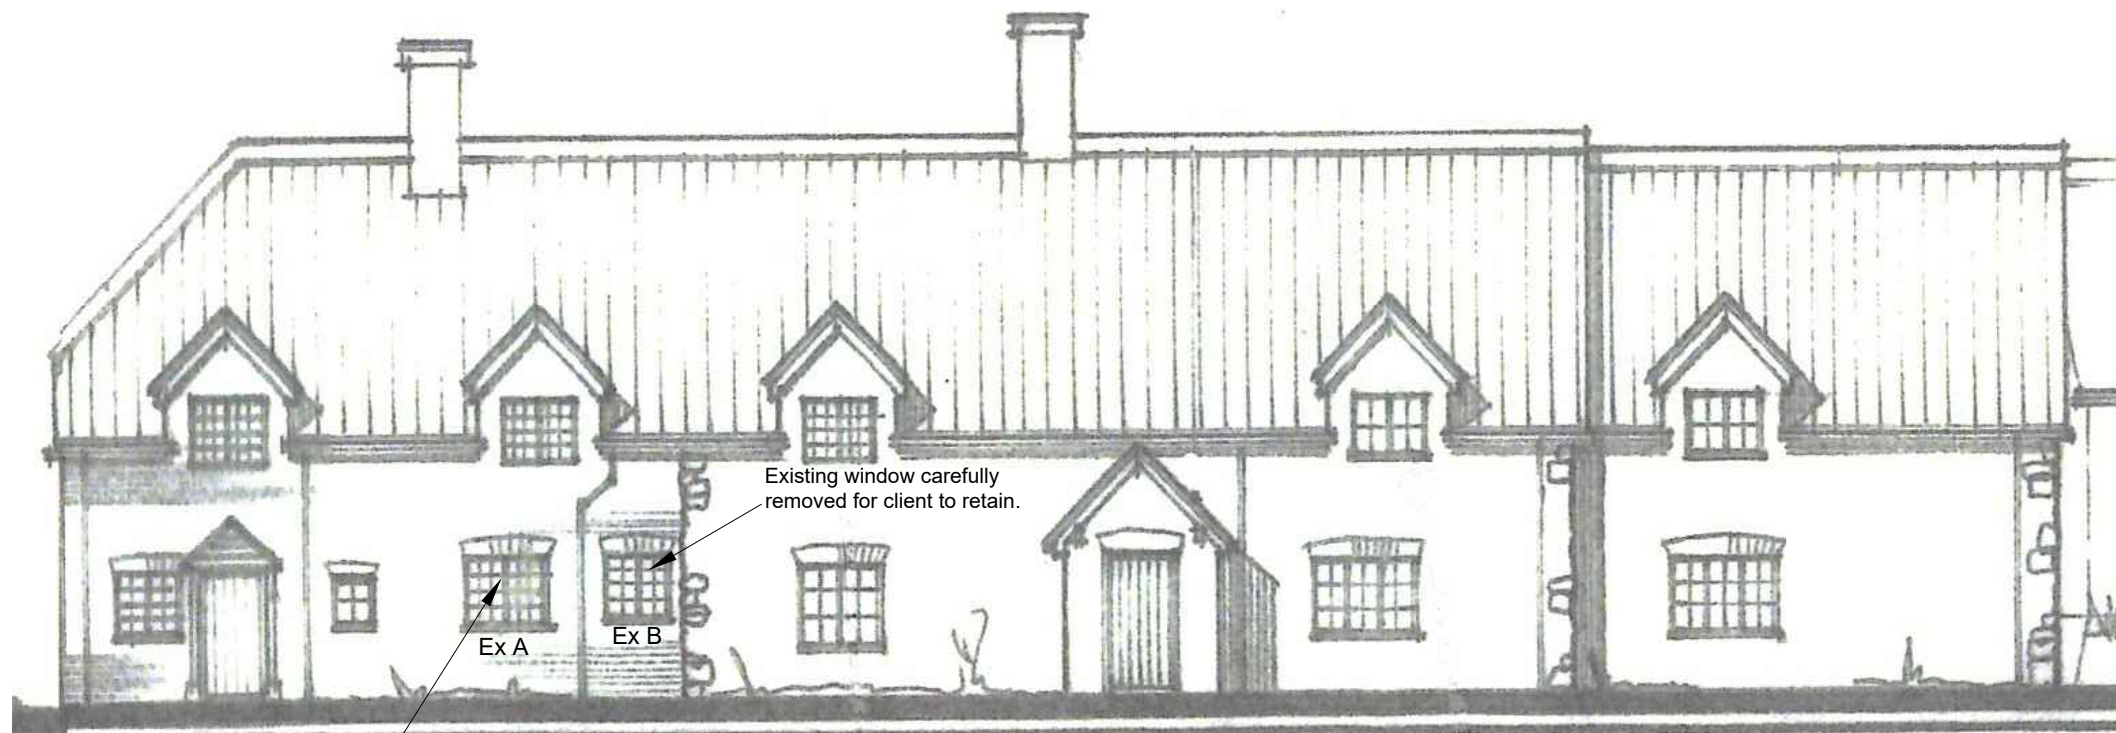 Existing window carefully
removed for client to retain.
Ex A
Ex B